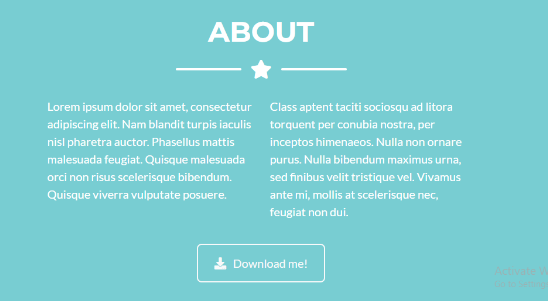 ABOUT
Lorem ipsum dolor sit amet, consectetur
adipiscing elit. Nam blandit turpis iaculis
nisl pharetra auctor. Phasellus mattis
malesuada feugiat. Quisque malesuada
orci non risus scelerisque bibendum.
Quisque viverra vulputate posuere.
Class aptent taciti sociosqu ad litora
torquent per conubia nostra, per
inceptos himenaeos. Nulla non ornare
purus. Nulla bibendum maximus urna,
sed finibus velit tristique vel. Vivamus
ante mi, mollis at scelerisque nec,
feugiat non dui.
Download me!
Activate W